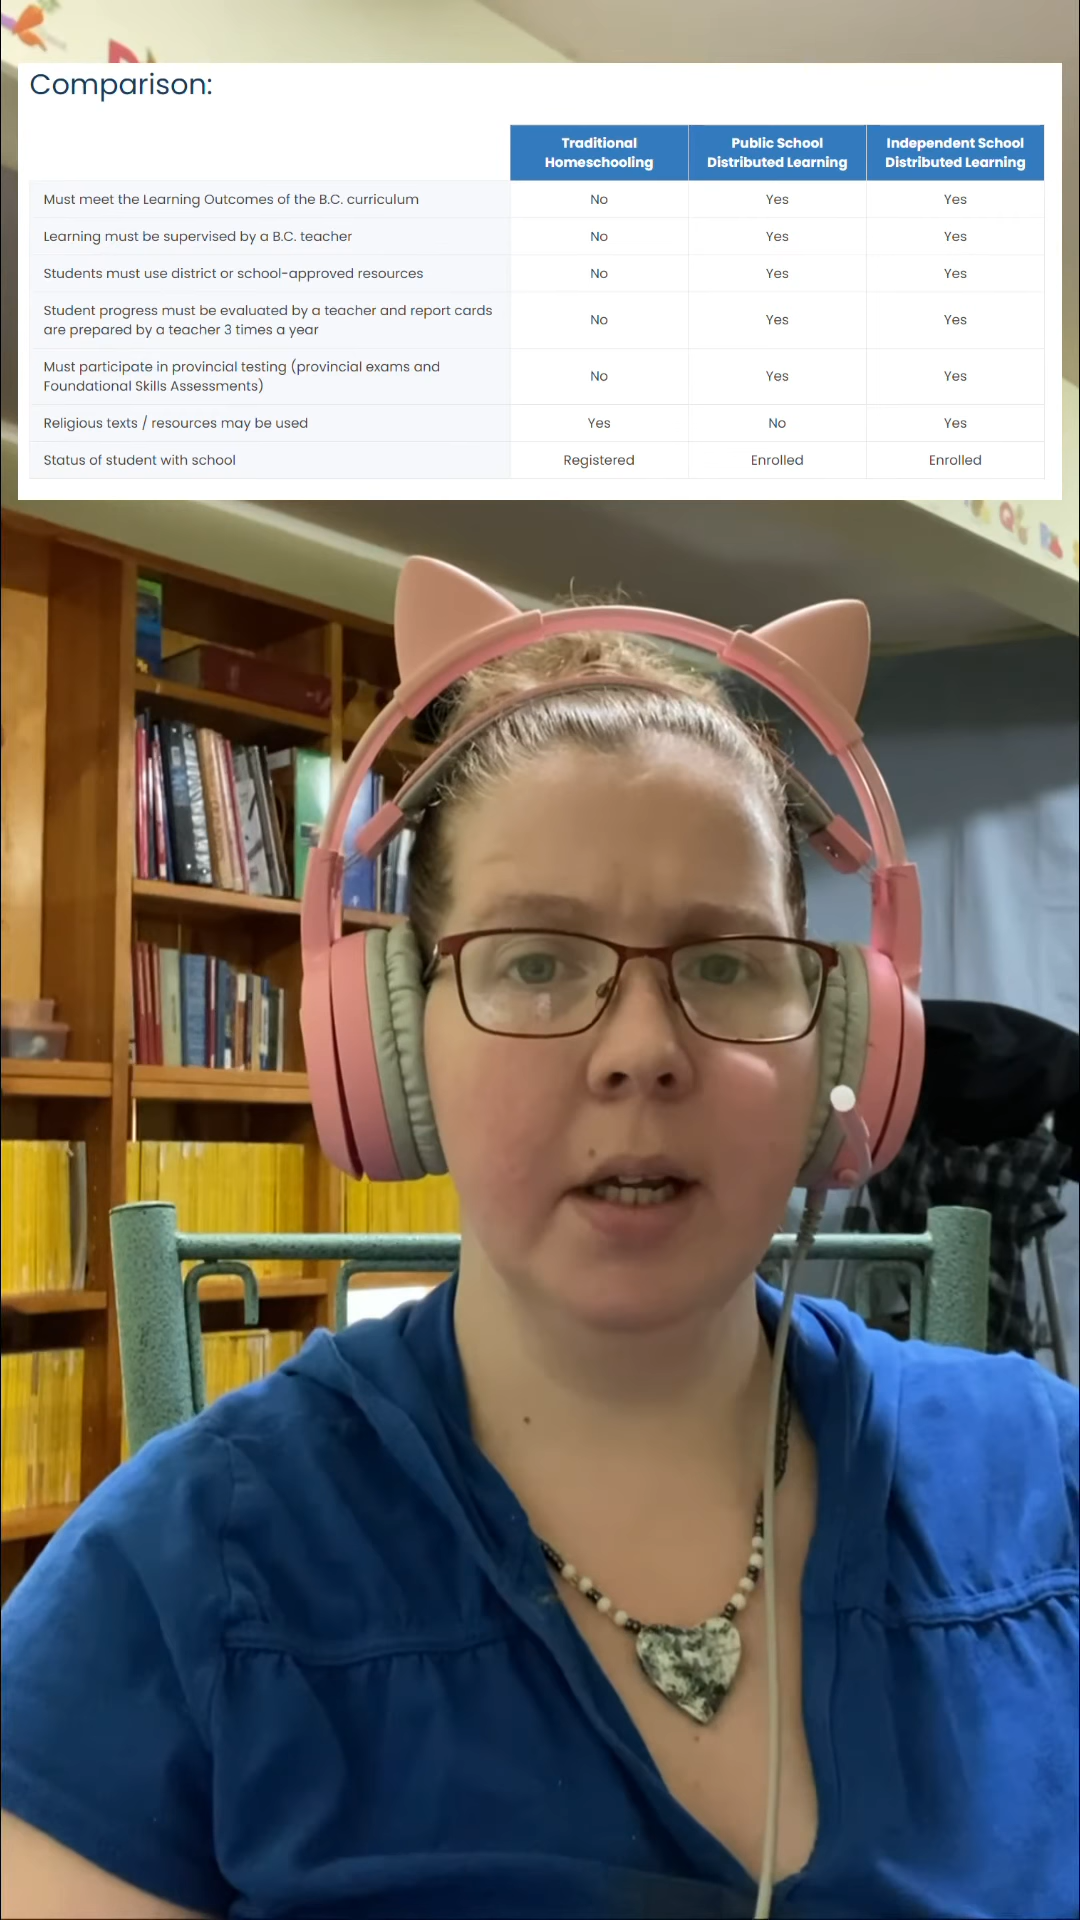 Comparison:
Traditional Homeschooling
Public School Distributed Learning
Independent School Distributed Learning
Must meet the Learning Outcomes of the B.C. curriculum No Yes Yes
Learning must be supervised by a B.C. teacher No Yes Yes
Students must use district or school-approved resources No Yes Yes
Student progress must be evaluated by a teacher and report cards
are prepared by a teacher 3 times a year No Yes Yes
Must participate in provincial testing (provincial exams and
Foundational Skills Assessments) No Yes Yes
Religious texts / resources may be used Yes No Yes
Status of student with school Registered Enrolled Enrolled